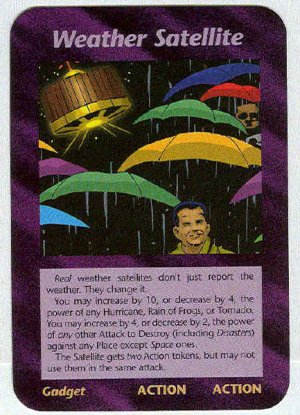 Weather Satellite
Real weather satellites don't just report the
weather. They change it.
You may increase by 10, or decrease by 4, the
power of any Hurricane, Rain of Frogs, or Tornado.
You may increase by 4, or decrease by 2, the power
of any other Attack to Destroy (including Disasters)
against any Place except Space ones.
The Satellite gets two Action tokens, but may not
use them in the same attack.
Gadget ACTION ACTION